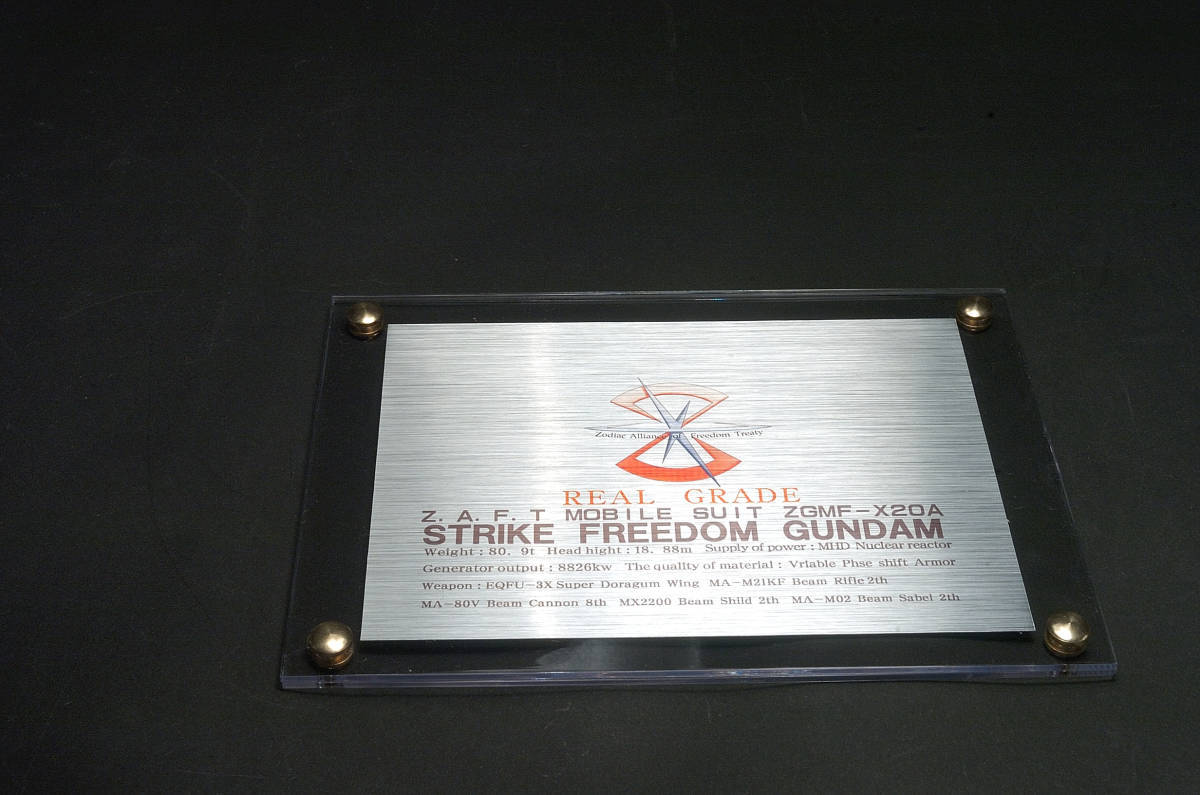 Zodiac Alliance of Freedom Treaty
REAL GRADE
Z. A. F. T MOBILE SUIT ZGMF-X20A
STRIKE FREEDOM GUNDAM
Weight : 80. 9t Head hight : 18. 88m Supply of power : MHD Nuclear reactor
Generator output : 8826kw The quality of material : Vriable Phse shift Armor
Weapon : EQFU-3X Super Doragum Wing MA-M21KF Beam Rifle 2th
MA-80V Beam Cannon 8th MX2200 Beam Shild 2th MA-M02 Beam Sabel 2th